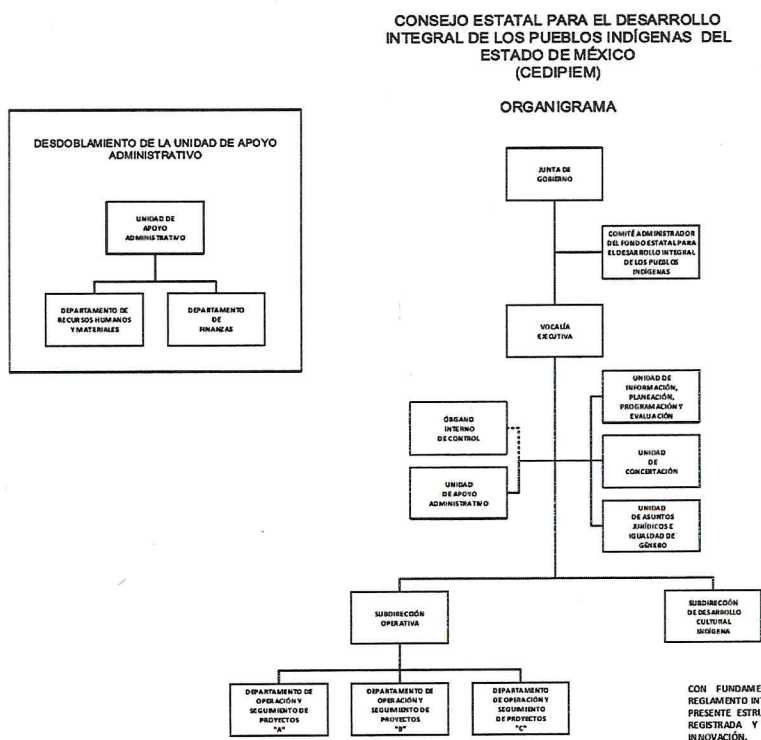 CONSEJO ESTATAL PARA EL DESARROLLO
INTEGRAL DE LOS PUEBLOS INDÍGENAS DEL
ESTADO DE MÉXICO
(CEDIPIEM)
ORGANIGRAMA
DESDOBLAMIENTO DE LA UNIDAD DE APOYO
ADMINISTRATIVO
UNIDAD DE
APOYO
ADMINISTRATIVO
DEPARTAMENTO DE
RECURSOS HUMANOS
Y MATERIALES
DEPARTAMENTO
DE
FINANZAS
JUNTA DE
GOBIERNO
COMITÉ ADMINISTRADOR
DEL FONDO ESTATAL PARA
EL DESARROLLO INTEGRAL
DE LOS PUEBLOS
INDÍGENAS
VOCALÍA
EJECUTIVA
ÓRGANO
INTERNO
DE CONTROL
UNIDAD
DE APOYO
ADMINISTRATIVO
UNIDAD DE
INFORMACIÓN,
PLANEACIÓN,
PROGRAMACIÓN Y
EVALUACIÓN
UNIDAD
DE
CONCERTACIÓN
UNIDAD
DE ASUNTOS
JURÍDICOS E
IGUALDAD DE
GÉNERO
SUBDIRECCIÓN
OPERATIVA
SUBDIRECCIÓN
DE DESARROLLO
CULTURAL
INDÍGENA
DEPARTAMENTO DE
OPERACIÓN Y
SEGUIMIENTO DE
PROYECTOS
"A"
DEPARTAMENTO DE
OPERACIÓN Y
SEGUIMIENTO DE
PROYECTOS
"B"
DEPARTAMENTO
DE OPERACIÓN Y
SEGUIMIENTO
DE PROYECTOS
"C"
CON FUNDAME
REGLAMENTO INT
PRESENTE ESTRU
REGISTRADA Y
INNOVACIÓN.